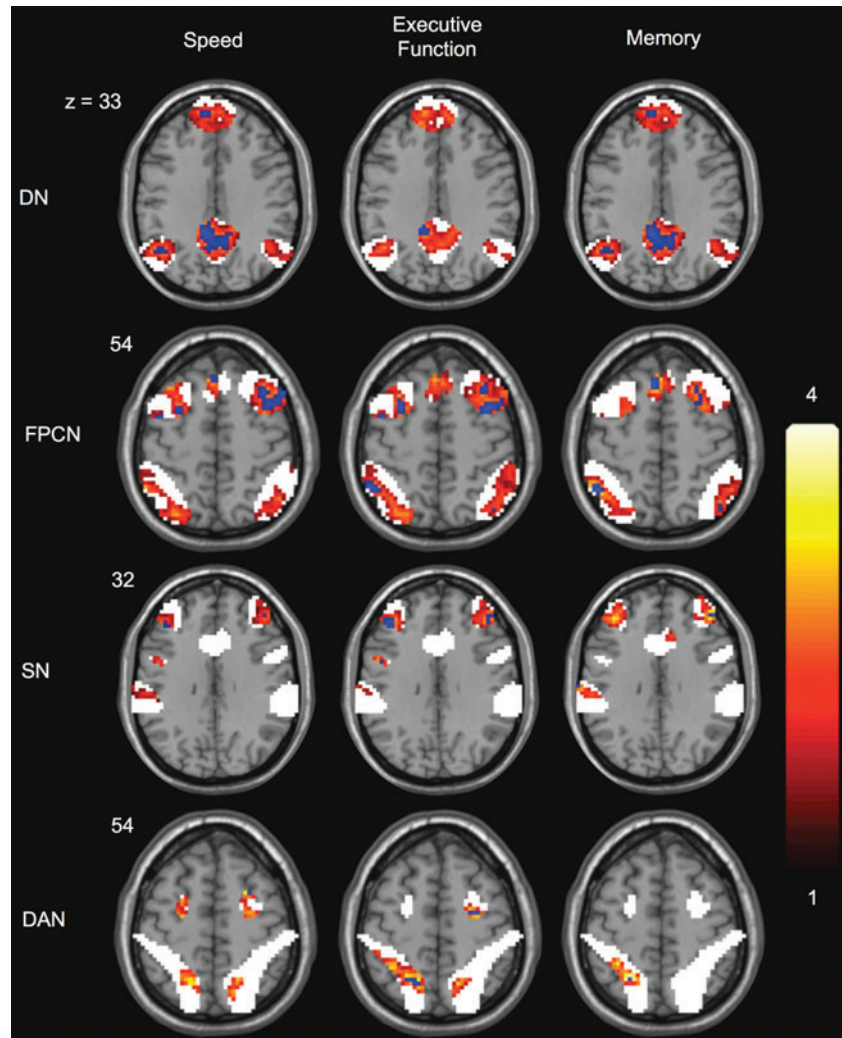 Speed
Executive
Function
Memory
z = 33
DN
54
FPCN
4
32
SN
54
1
DAN